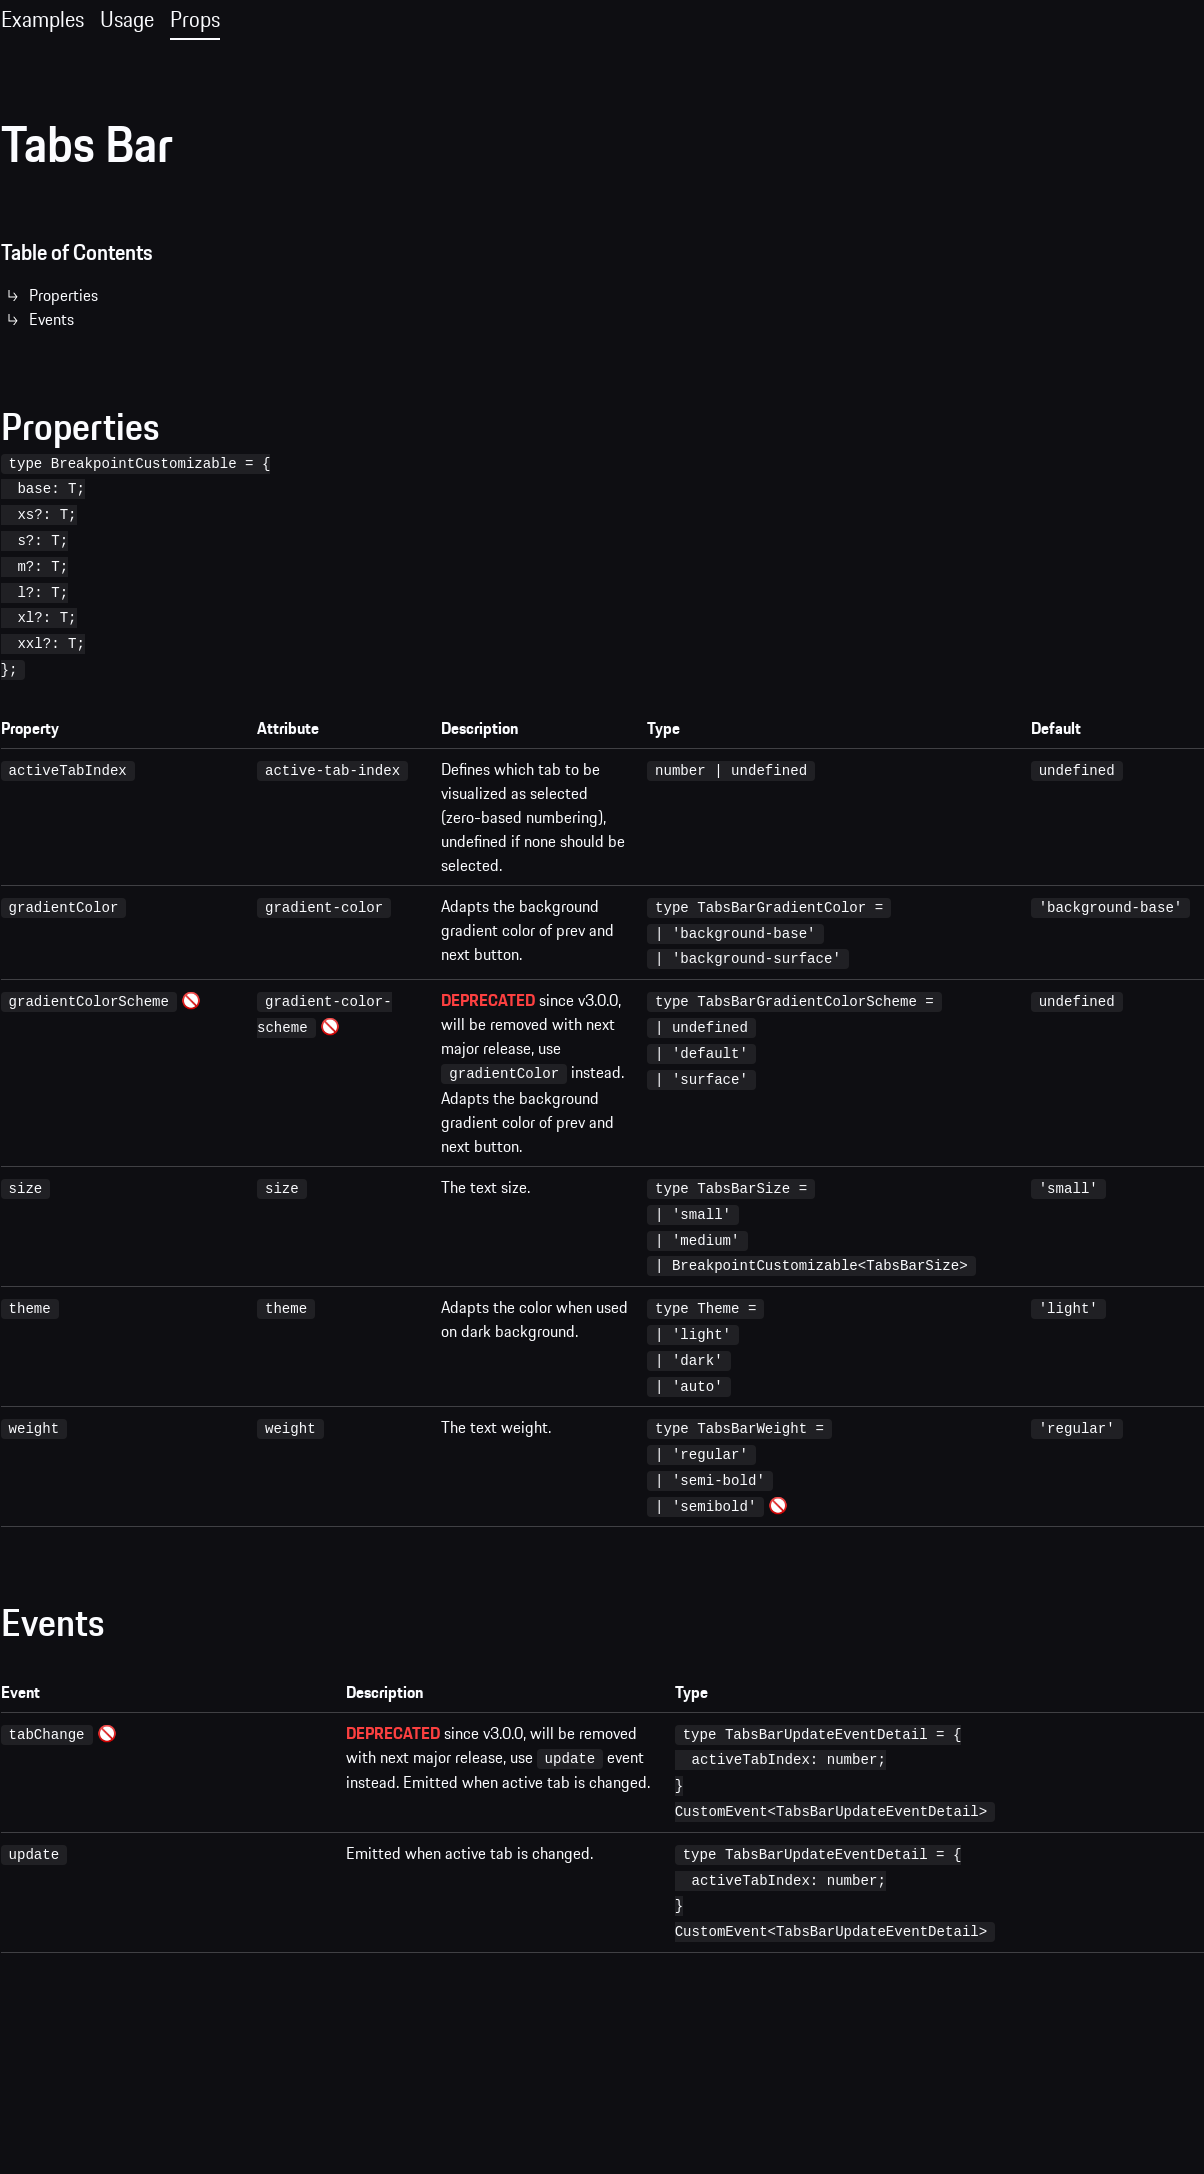 Examples Usage Props
Tabs Bar
Table of Contents
Properties
Events
Properties
type BreakpointCustomizable = {
base: T;
xs?: T;
s?: T;
m?: T;
l?: T;
xl?: T;
xxl?: T;
};
Property Attribute Description Type Default
activeTabIndex active-tab-index Defines which tab to be number | undefined undefined
visualized as selected
(zero-based numbering),
undefined if none should be
selected.
gradientColor gradient-color Adapts the background type TabsBarGradientColor = 'background-base'
gradient color of prev and | 'background-base'
next button. | 'background-surface'
gradientColorScheme 🚫 gradient-color- DEPRECATED since v3.0.0, type TabsBarGradientColorScheme = undefined
scheme 🚫 will be removed with next | undefined
major release, use | 'default'
gradientColor instead. | 'surface'
Adapts the background
gradient color of prev and
next button.
size size The text size. type TabsBarSize = 'small'
| 'small'
| 'medium'
| BreakpointCustomizable<TabsBarSize>
theme theme Adapts the color when used type Theme = 'light'
on dark background. | 'light'
| 'dark'
| 'auto'
weight weight The text weight. type TabsBarWeight = 'regular'
| 'regular'
| 'semi-bold'
| 'semibold' 🚫
Events
Event Description Type
tabChange 🚫 DEPRECATED since v3.0.0, will be removed type TabsBarUpdateEventDetail = {
with next major release, use update event activeTabIndex: number;
instead. Emitted when active tab is changed. }
CustomEvent<TabsBarUpdateEventDetail>
update Emitted when active tab is changed. type TabsBarUpdateEventDetail = {
activeTabIndex: number;
}
CustomEvent<TabsBarUpdateEventDetail>